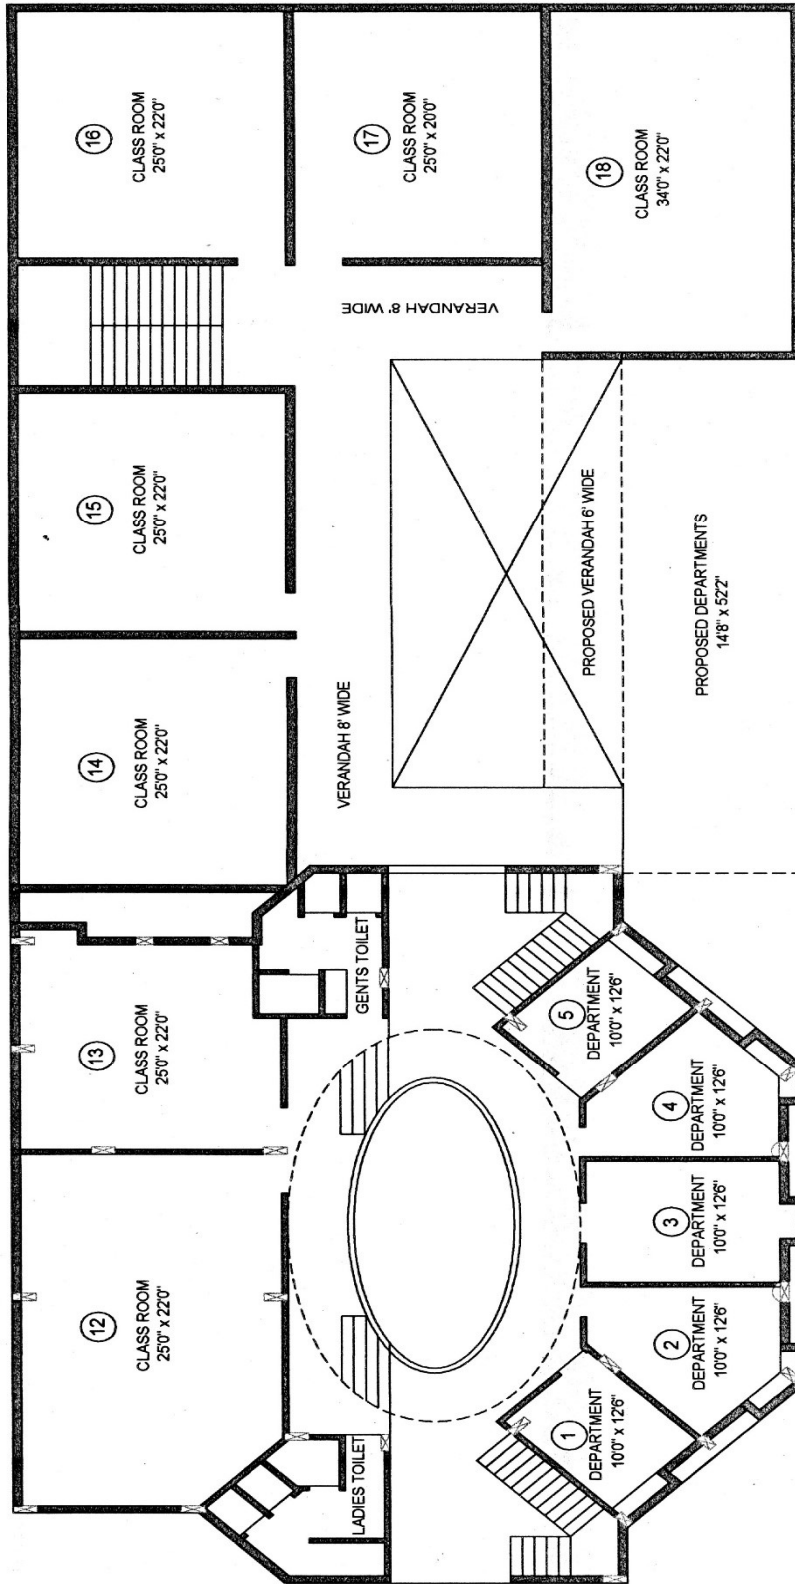 12
CLASS ROOM
25'0" x 22'0"
13
CLASS ROOM
25'0" x 22'0"
14
CLASS ROOM
25'0" x 22'0"
15
CLASS ROOM
25'0" x 22'0"
16
CLASS ROOM
25'0" x 22'0"
LADIES TOILET
GENTS TOILET
VERANDAH 8' WIDE
VERANDAH 8' WIDE
17
CLASS ROOM
25'0" x 20'0"
1
DEPARTMENT
10'0" x 12'6"
2
DEPARTMENT
10'0" x 12'6"
3
DEPARTMENT
10'0" x 12'6"
4
DEPARTMENT
10'0" x 12'6"
5
DEPARTMENT
10'0" x 12'6"
PROPOSED VERANDAH 6' WIDE
PROPOSED DEPARTMENTS
14'8" x 52'2"
18
CLASS ROOM
34'0" x 22'0"